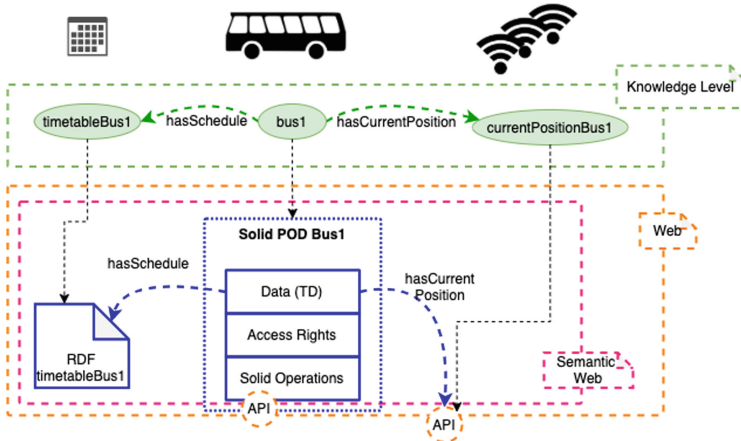 Knowledge Level
timetableBus1
hasSchedule
bus1
hasCurrentPosition
currentPositionBus1
Web
Solid POD Bus1
hasSchedule
hasCurrent
Position
Data (TD)
Access Rights
Solid Operations
RDF
timetableBus1
Semantic
Web
API
API